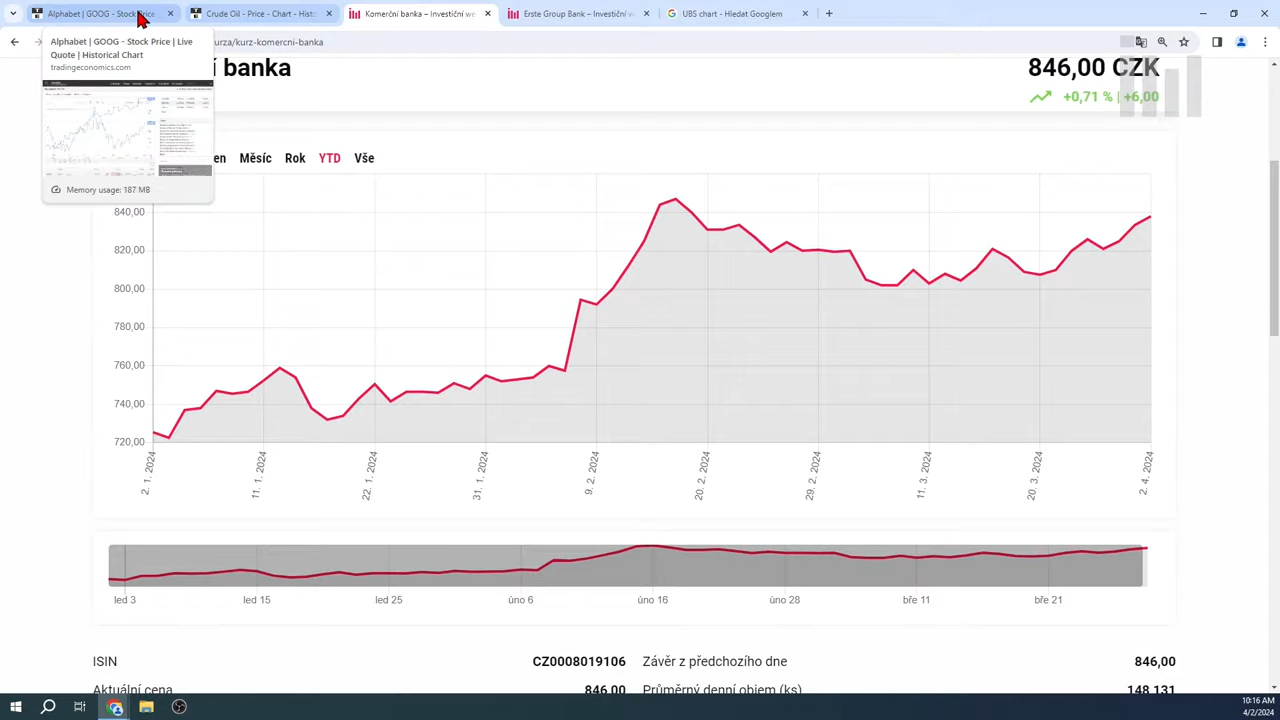 Alphabet | GOOG - Stock Price
Crude Oil - Price - Chart - Histo
Komerční banka – investiční we
Erste Group – Investiční v
UBS chart - Hledat Googlem
urza/kurz-komercni-banka
Alphabet | GOOG - Stock Price | Live
Quote | Historical Chart
tradingeconomics.com
Memory usage: 187 MB
í banka
846,00 CZK
+0,71 % | +6,00
en Měsíc Rok YTD Vše
840,00
820,00
800,00
780,00
760,00
740,00
720,00
2. 1. 2024
11. 1. 2024
22. 1. 2024
31. 1. 2024
9. 2. 2024
20. 2. 2024
29. 2. 2024
11. 3. 2024
20. 3. 2024
2. 4. 2024
led 3
led 15
led 25
úno 6
úno 16
úno 28
bře 11
bře 21
ISIN CZ0008019106 Závěr z předchozího dne 846,00
Aktuální cena 846,00 Průměrný denní objem (ks) 148 131
10:16 AM
4/2/2024